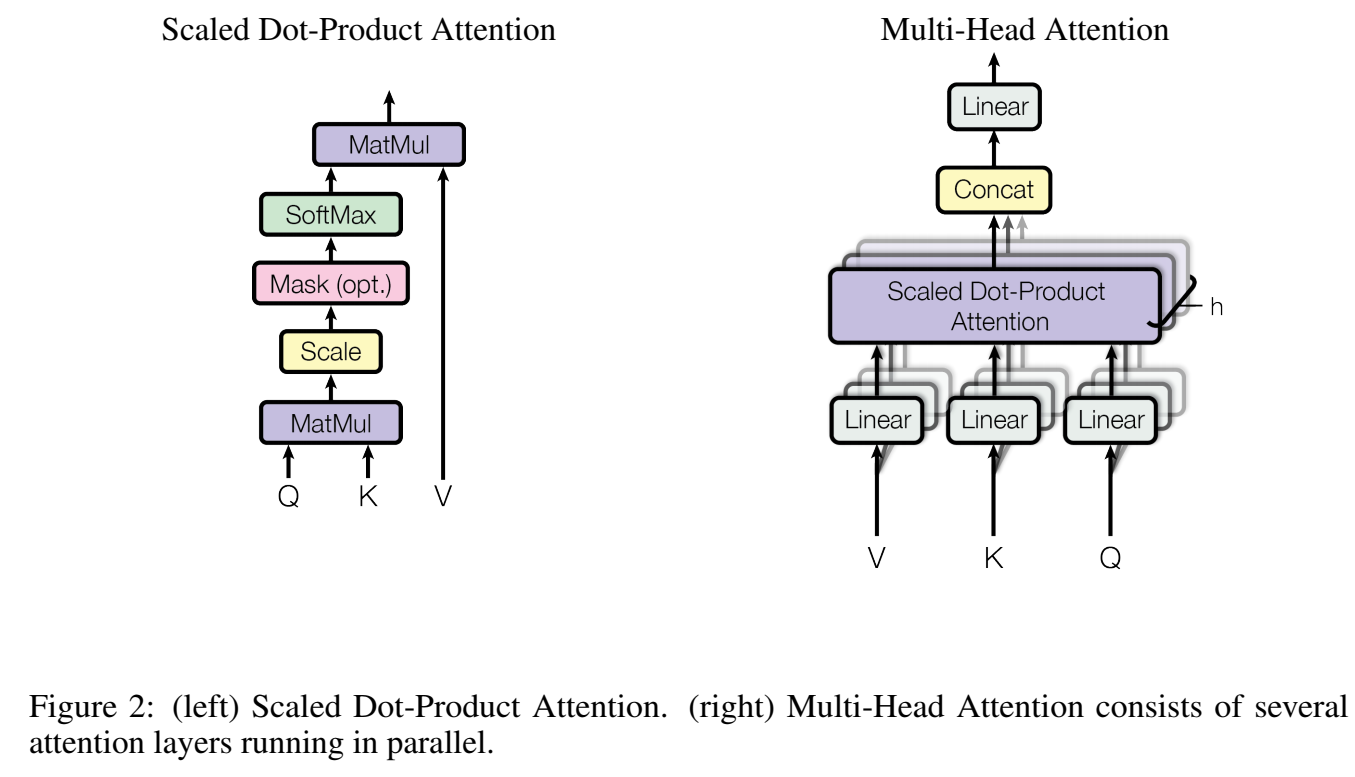 Scaled Dot-Product Attention
MatMul
SoftMax
Mask (opt.)
Scale
MatMul
Q K V
Multi-Head Attention
Linear
Concat
Scaled Dot-Product
Attention
h
Linear Linear Linear
V K Q
Figure 2: (left) Scaled Dot-Product Attention. (right) Multi-Head Attention consists of several
attention layers running in parallel.